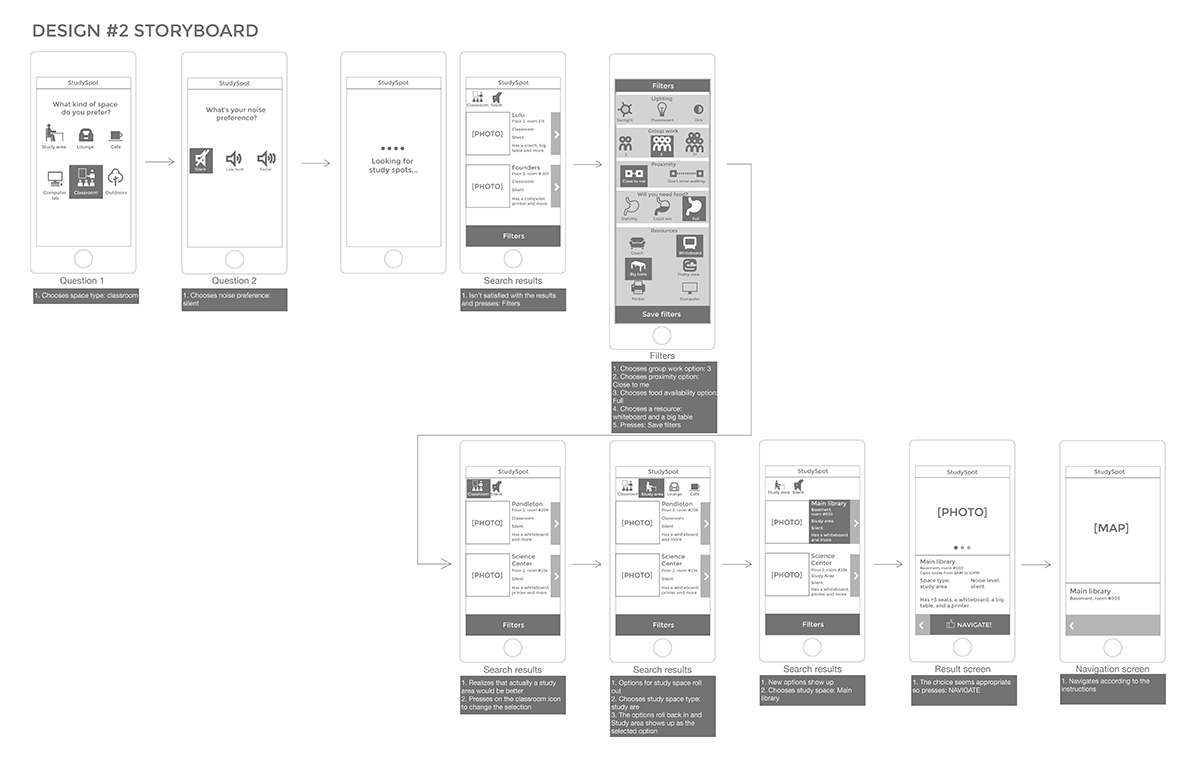 DESIGN #2 STORYBOARD
StudySpot
What kind of space
do you prefer?
Study area
Lounge
Cafe
Computer
lab
Classroom
Outdoors
Question 1
1. Chooses space type: classroom
StudySpot
What's your noise
preference?
Silent
Low hum
Social
Question 2
1. Chooses noise preference:
silent
StudySpot
Looking for
study spots...
StudySpot
Classroom
Silent
[PHOTO]
Lulu
Floor 2, room 215
Classroom
Silent
Has a couch, big
table and more
[PHOTO]
Founders
Floor 2, room # 307
Classroom
Silent
Has a computer,
printer and more
Filters
Search results
1. Isn't satisfied with the results
and presses: Filters
Filters
Lighting
Sunlight
Fluorescent
Dim
Group work
2
3
Proximity
Close to me
Don't mind walking
Will you need food?
Starving
Could eat
Full
Resources
Couch
Whiteboard
Big table
Pretty view
Printer
Computer
Save filters
Filters
1. Chooses group work option: 3
2. Chooses proximity option:
Close to me
3. Chooses food availability option:
Full
4. Chooses a resource:
whiteboard and a big table
5. Presses: Save filters
StudySpot
Classroom
Silent
[PHOTO]
Pendleton
Floor 2, room #208
Classroom
Silent
Has a whiteboard
and more
[PHOTO]
Science
Center
Floor 2, room #236
Silent
Has a whiteboard,
printer and more
Filters
Search results
1. Realizes that actually a study
area would be better
2. Presses on the classroom icon
to change the selection
StudySpot
Classroom
Study area
Lounge
Cafe
[PHOTO]
Pendleton
Floor 2, room #208
Classroom
Silent
Has a whiteboard
and more
[PHOTO]
Science
Center
Floor 2, room #236
Silent
Has a whiteboard,
printer and more
Filters
Search results
1. Options for study space roll
out
2. Chooses study space type:
study are
3. The options roll back in and
Study area shows up as the
selected option
StudySpot
Study area
Silent
[PHOTO]
Main library
Basement,
room #003
Study area
Silent
Has a whiteboard
and more
[PHOTO]
Science
Center
Floor 2, room #236
Study Area
Silent
Has a whiteboard,
printer and more
Filters
Search results
1. New options show up
2. Chooses study space: Main
library
StudySpot
[PHOTO]
Main library
Basement, room #003
Open today from 8AM to 10PM
Space type:
study area
Noise level:
silent
Has +3 seats, a whiteboard, a big
table, and a printer
NAVIGATE!
Result screen
1. The choice seems appropriate
so presses: NAVIGATE
StudySpot
[MAP]
Main library
Basement, room #003
Navigation screen
1. Navigates according to the
instructions